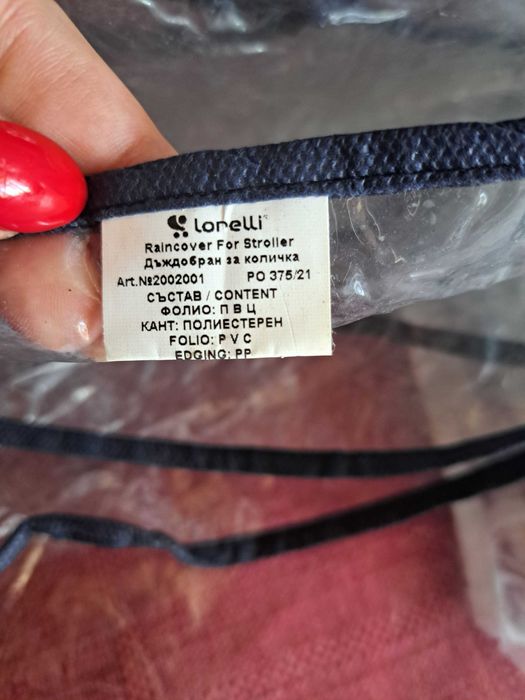 lorelli
Raincover For Stroller
Дъждобран за количка
Art.№2002001 PO 375/21
СЪСТАВ / CONTENT
ФОЛИО: П В Ц
КАНТ: ПОЛИЕСТЕРЕН
FOLIO: P V C
EDGING: PP